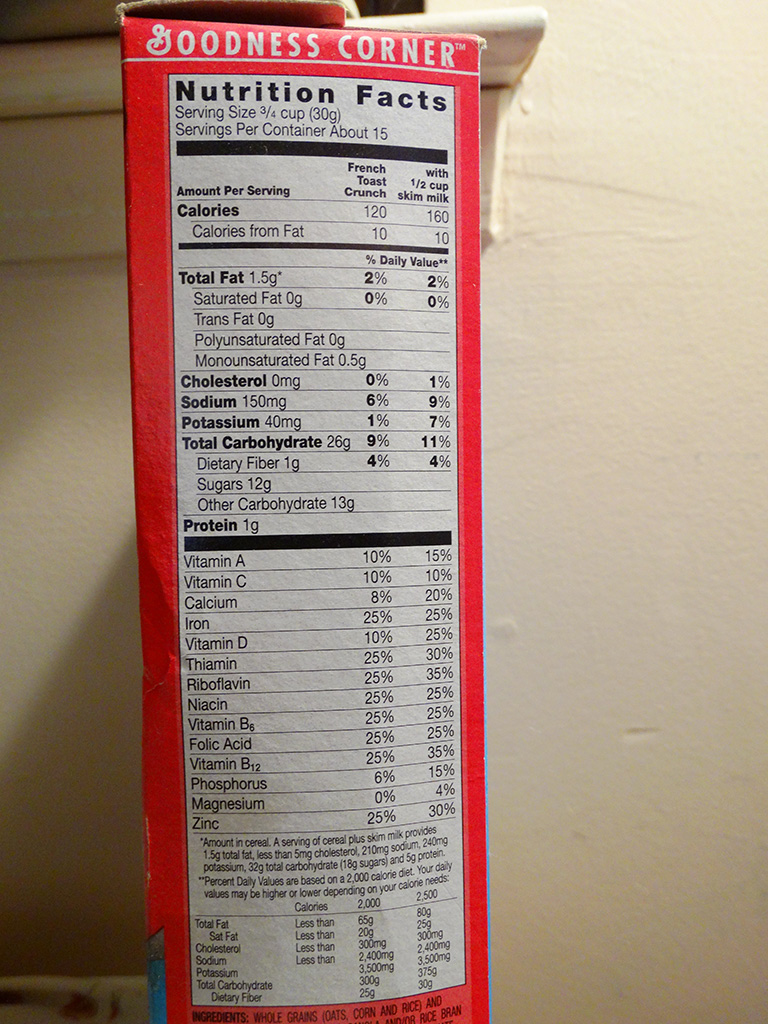 GOODNESS CORNER™
Nutrition Facts
Serving Size 3/4 cup (30g)
Servings Per Container About 15
Amount Per Serving French Toast Crunch with 1/2 cup skim milk
Calories 120 160
Calories from Fat 10 10
% Daily Value**
Total Fat 1.5g* 2% 2%
Saturated Fat 0g 0% 0%
Trans Fat 0g
Polyunsaturated Fat 0g
Monounsaturated Fat 0.5g
Cholesterol 0mg 0% 1%
Sodium 150mg 6% 9%
Potassium 40mg 1% 7%
Total Carbohydrate 26g 9% 11%
Dietary Fiber 1g 4% 4%
Sugars 12g
Other Carbohydrate 13g
Protein 1g
Vitamin A 10% 15%
Vitamin C 10% 10%
Calcium 8% 20%
Iron 25% 25%
Vitamin D 10% 25%
Thiamin 25% 30%
Riboflavin 25% 35%
Niacin 25% 25%
Vitamin B6 25% 25%
Folic Acid 25% 25%
Vitamin B12 25% 35%
Phosphorus 6% 15%
Magnesium 0% 4%
Zinc 25% 30%
*Amount in cereal. A serving of cereal plus skim milk provides
1.5g total fat, less than 5mg cholesterol, 210mg sodium, 240mg
potassium, 32g total carbohydrate (18g sugars) and 5g protein.
**Percent Daily Values are based on a 2,000 calorie diet. Your daily
values may be higher or lower depending on your calorie needs:
Calories 2,000 2,500
Total Fat Less than 65g 80g
Sat Fat Less than 20g 25g
Cholesterol Less than 300mg 300mg
Sodium Less than 2,400mg 2,400mg
Potassium 3,500mg 3,500mg
Total Carbohydrate 300g 375g
Dietary Fiber 25g 30g
INGREDIENTS: WHOLE GRAINS (OATS, CORN AND RICE) AND
AND/OR RICE BRAN